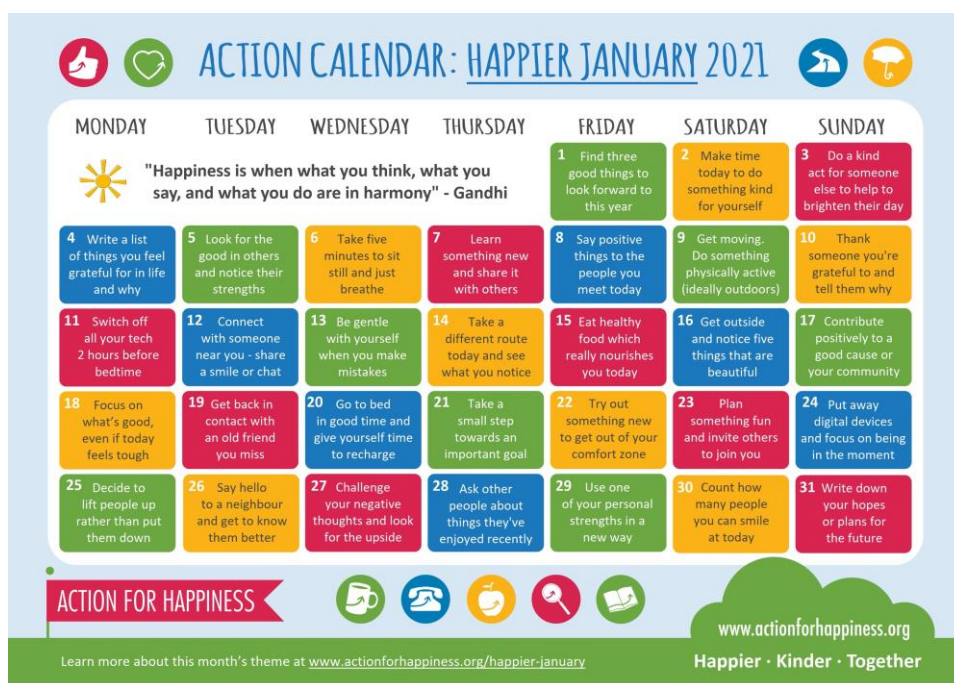 ACTION CALENDAR: HAPPIER JANUARY 2021
MONDAY TUESDAY WEDNESDAY THURSDAY FRIDAY SATURDAY SUNDAY
"Happiness is when what you think, what you
say, and what you do are in harmony" - Gandhi
1 Find three
good things to
look forward to
this year
2 Make time
today to do
something kind
for yourself
3 Do a kind
act for someone
else to help to
brighten their day
4 Write a list
of things you feel
grateful for in life
and why
5 Look for the
good in others
and notice their
strengths
6 Take five
minutes to sit
still and just
breathe
7 Learn
something new
and share it
with others
8 Say positive
things to the
people you
meet today
9 Get moving.
Do something
physically active
(ideally outdoors)
10 Thank
someone you're
grateful to and
tell them why
11 Switch off
all your tech
2 hours before
bedtime
12 Connect
with someone
near you - share
a smile or chat
13 Be gentle
with yourself
when you make
mistakes
14 Take a
different route
today and see
what you notice
15 Eat healthy
food which
really nourishes
you today
16 Get outside
and notice five
things that are
beautiful
17 Contribute
positively to a
good cause or
your community
18 Focus on
what's good,
even if today
feels tough
19 Get back in
contact with
an old friend
you miss
20 Go to bed
in good time and
give yourself time
to recharge
21 Take a
small step
towards an
important goal
22 Try out
something new
to get out of your
comfort zone
23 Plan
something fun
and invite others
to join you
24 Put away
digital devices
and focus on being
in the moment
25 Decide to
lift people up
rather than put
them down
26 Say hello
to a neighbour
and get to know
them better
27 Challenge
your negative
thoughts and look
for the upside
28 Ask other
people about
things they've
enjoyed recently
29 Use one
of your personal
strengths in a
new way
30 Count how
many people
you can smile
at today
31 Write down
your hopes
or plans for
the future
ACTION FOR HAPPINESS
www.actionforhappiness.org
Learn more about this month's theme at www.actionforhappiness.org/happier-january
Happier · Kinder · Together